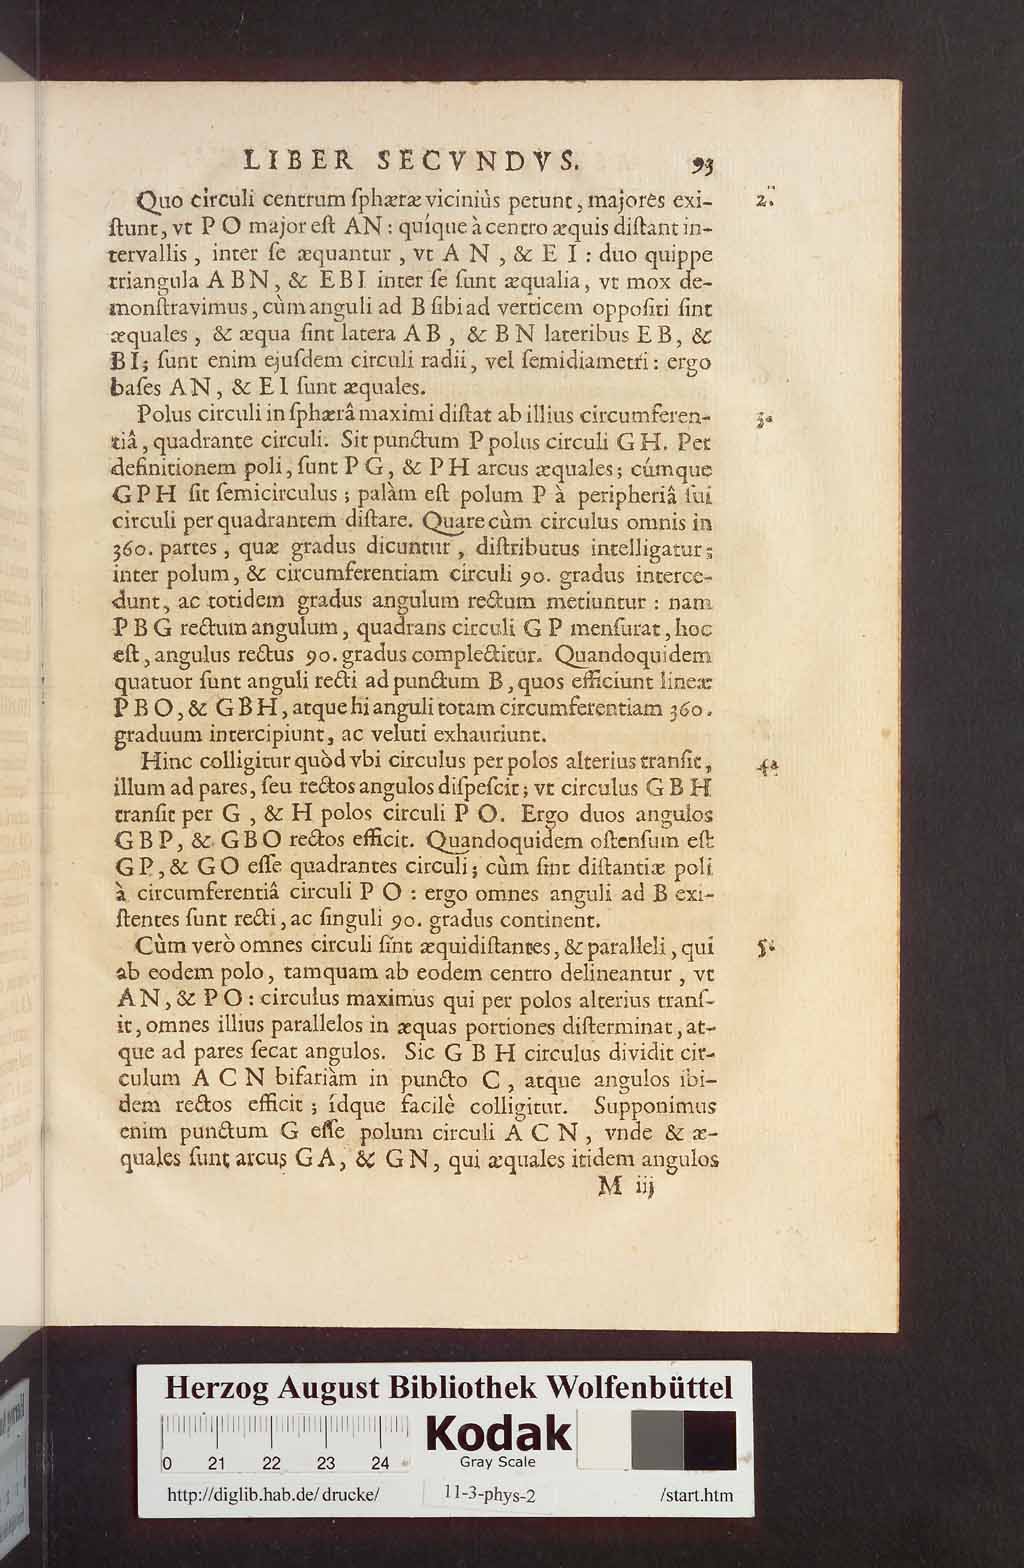 LIBER SECVNDVS. 93
Quo circuli centrum ſphæræ viciniùs petunt, majores exi- 2.
ſtunt, vt P O major eſt AN : quíque à centro æquis diſtant in-
tervallis, inter ſe æquantur, vt A N, & E I : duo quippe
triangula A B N, & E B I inter ſe ſunt æqualia, vt mox de-
monſtravimus, cùm anguli ad B ſibi ad verticem oppoſiti ſint
æquales, & æqua ſint latera A B, & B N lateribus E B, &
B I; ſunt enim ejuſdem circuli radii, vel ſemidiametri : ergo
baſes A N, & E I ſunt æquales.
Polus circuli in ſphærâ maximi diſtat ab illius circumferen- 3ª
tiâ, quadrante circuli. Sit punctum P polus circuli G H. Per
definitionem poli, ſunt P G, & P H arcus æquales; cúmque
G P H ſit ſemicirculus; palàm eſt polum P à peripheriâ ſui
circuli per quadrantem diſtare. Quare cùm circulus omnis in
360. partes, quæ gradus dicuntur, diſtributus intelligatur;
inter polum, & circumferentiam circuli 90. gradus interce-
dunt, ac totidem gradus angulum rectum metiuntur : nam
P B G rectum angulum, quadrans circuli G P menſurat, hoc
eſt, angulus rectus 90. gradus complectitur. Quandoquidem
quatuor ſunt anguli recti ad punctum B, quos efficiunt lineæ
P B O, & G B H, atque hi anguli totam circumferentiam 360.
graduum intercipiunt, ac veluti exhauriunt.
Hinc colligitur quòd vbi circulus per polos alterius tranſit, 4ª
illum ad pares, ſeu rectos angulos diſpeſcit; vt circulus G B H
tranſit per G, & H polos circuli P O. Ergo duos angulos
G B P, & G B O rectos efficit. Quandoquidem oſtenſum eſt
G P, & G O eſſe quadrantes circuli; cùm ſint diſtantiæ poli
à circumferentiâ circuli P O : ergo omnes anguli ad B exi-
ſtentes ſunt recti, ac ſinguli 90. gradus continent.
Cùm verò omnes circuli ſint æquidiſtantes, & paralleli, qui 5ª
ab eodem polo, tamquam ab eodem centro delineantur, vt
A N, & P O : circulus maximus qui per polos alterius tranſ-
it, omnes illius parallelos in æquas portiones diſterminat, at-
que ad pares ſecat angulos. Sic G B H circulus dividit cir-
culum A C N bifariàm in puncto C, atque angulos ibi-
dem rectos efficit; ídque facilè colligitur. Supponimus
enim punctum G eſſe polum circuli A C N, vnde & æ-
quales ſunt arcus G A, & G N, qui æquales itidem angulos
M iij
Herzog August Bibliothek Wolfenbüttel
Kodak
Gray Scale
0 21 22 23 24
http://diglib.hab.de/drucke/ 11-3-phys-2 /start.htm